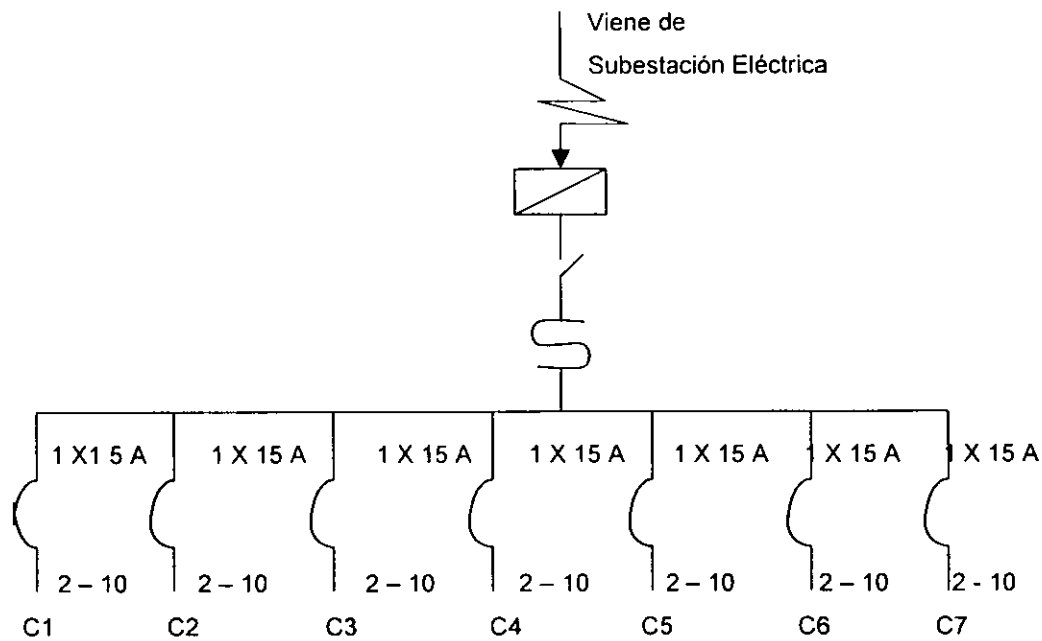 Viene de
Subestación Eléctrica
1 X1 5 A 1 X 15 A 1 X 15 A 1 X 15 A 1 X 15 A 1 X 15 A 1 X 15 A
2 – 10 2 – 10 2 – 10 2 – 10 2 – 10 2 – 10 2 - 10
C1 C2 C3 C4 C5 C6 C7